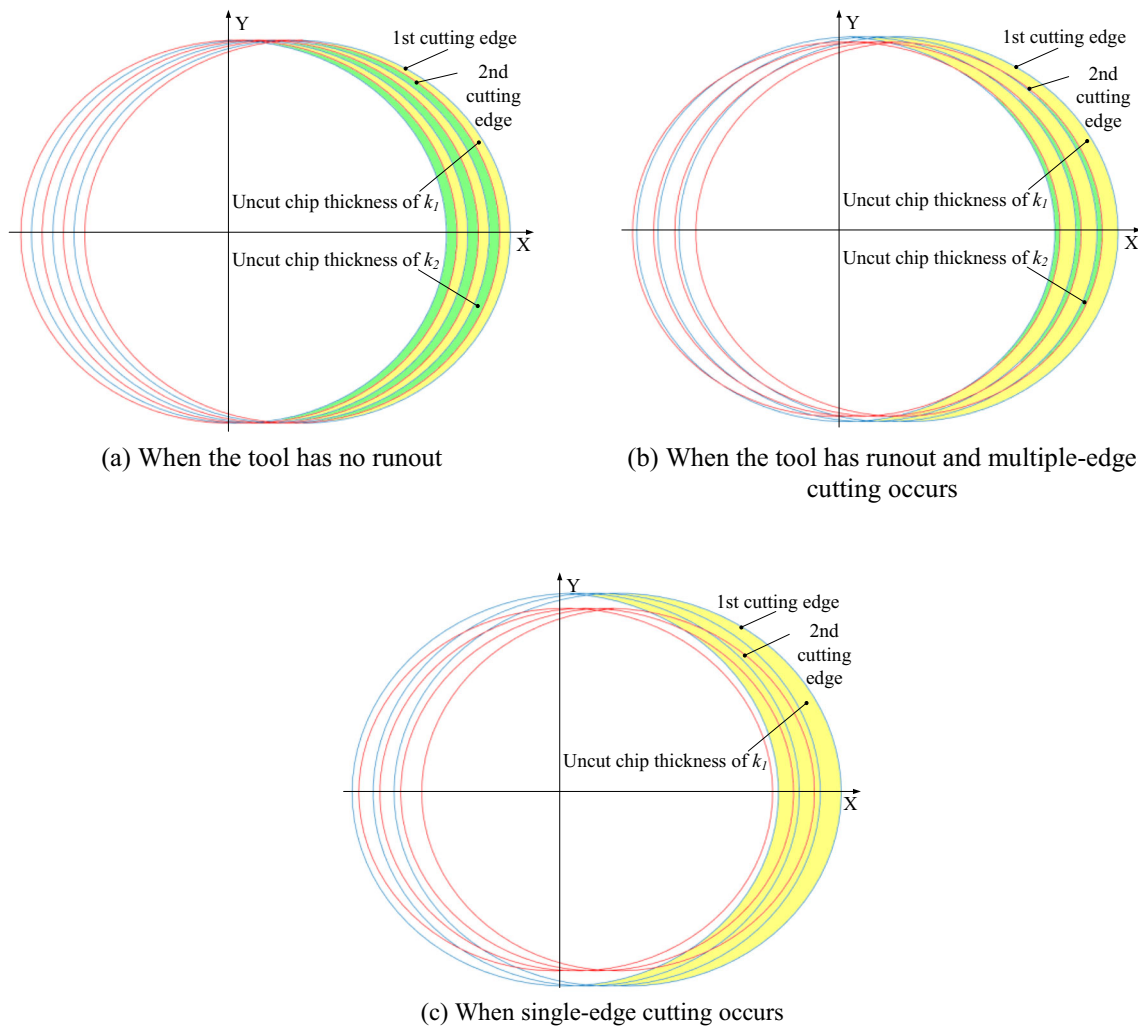 Y
1st cutting edge
2nd
cutting
edge
Uncut chip thickness of k1
X
Uncut chip thickness of k2
(a) When the tool has no runout
Y
1st cutting edge
2nd
cutting
edge
Uncut chip thickness of k1
X
Uncut chip thickness of k2
(b) When the tool has runout and multiple-edge
cutting occurs
Y
1st cutting edge
2nd
cutting
edge
Uncut chip thickness of k1
X
(c) When single-edge cutting occurs